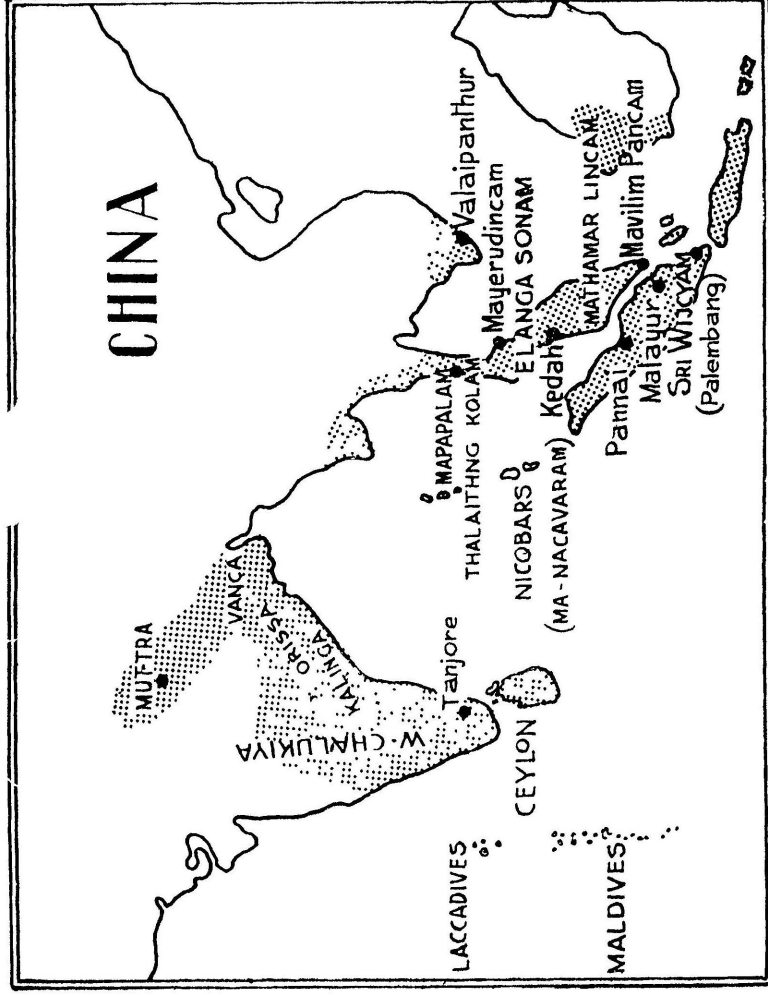 CHINA
MUTTRA
VANCA
ORISSA
KALINGA
W·CHALUKIYA
Tanjore
CEYLON
LACCADIVES
MALDIVES
MAPAPALAM
THALAITHNG KOLAM
NICOBARS
(MA-NACAVARAM)
Valaipanthur
Mayerudincam
ELANGA SONAM
Kedah
MATHAMAR LINCAM
Mavilim Pancam
Pannai
Malayur
SRI WIJCYAM
(Palembang)